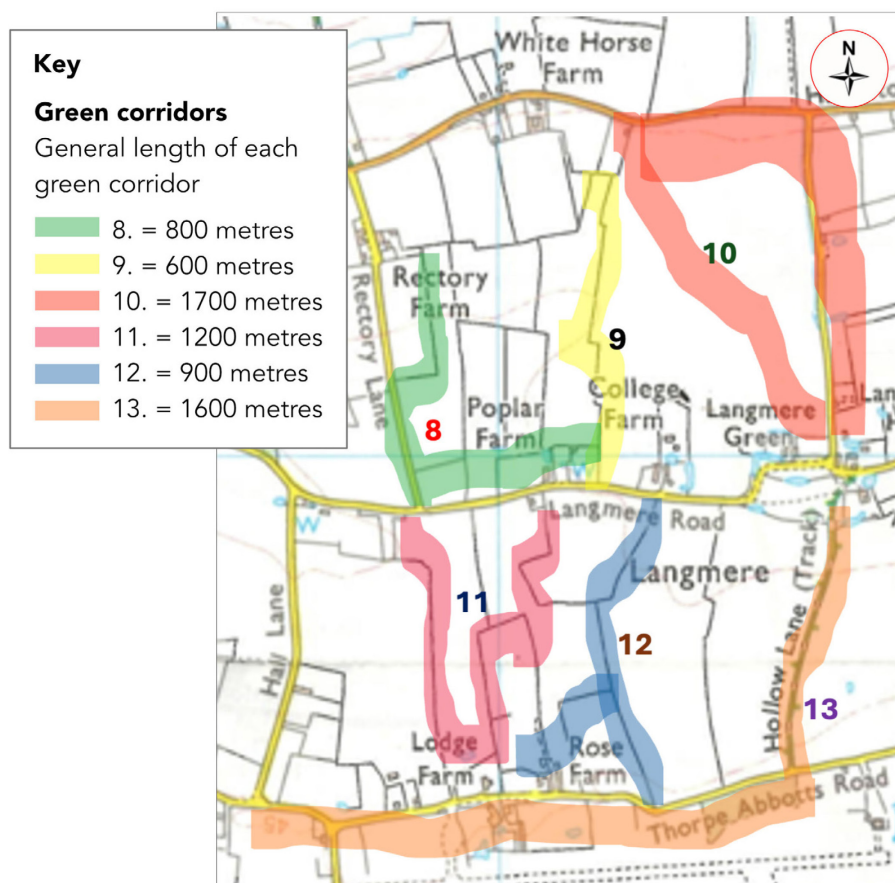 Key
Green corridors
General length of each
green corridor
8. = 800 metres
9. = 600 metres
10. = 1700 metres
11. = 1200 metres
12. = 900 metres
13. = 1600 metres
N
White Horse
Farm
10
Rectory
Farm
Rectory Lane
9
8
Poplar
Farm
College
Farm
Langmere
Green
W
W
Langmere Road
Langmere
11
12
13
Hall Lane
Hollow Lane (Track)
Lodge
Farm
Rose
Farm
45
Thorpe Abbotts Road